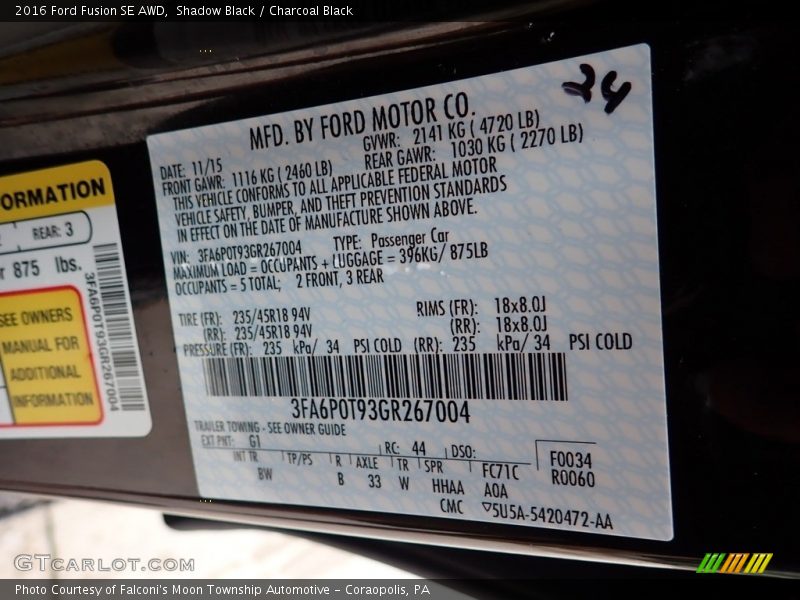 2016 Ford Fusion SE AWD, Shadow Black / Charcoal Black
24
MFD. BY FORD MOTOR CO.
DATE: 11/15 GVWR: 2141 KG ( 4720 LB)
FRONT GAWR: 1116 KG ( 2460 LB) REAR GAWR: 1030 KG ( 2270 LB)
THIS VEHICLE CONFORMS TO ALL APPLICABLE FEDERAL MOTOR
VEHICLE SAFETY, BUMPER, AND THEFT PREVENTION STANDARDS
IN EFFECT ON THE DATE OF MANUFACTURE SHOWN ABOVE.
VIN: 3FA6P0T93GR267004 TYPE: Passenger Car
MAXIMUM LOAD = OCCUPANTS + LUGGAGE = 396KG/ 875LB
OCCUPANTS = 5 TOTAL; 2 FRONT, 3 REAR
TIRE (FR): 235/45R18 94V RIMS (FR): 18x8.0J
(RR): 235/45R18 94V (RR): 18x8.0J
PRESSURE (FR): 235 kPa/ 34 PSI COLD (RR): 235 kPa/ 34 PSI COLD
3FA6P0T93GR267004
TRAILER TOWING - SEE OWNER GUIDE
EXT PNT: G1 RC: 44 DSO:
INT TR TP/PS R AXLE TR SPR FC71C F0034
BW B 33 W HHAA A0A R0060
CMC 5U5A-5420472-AA
ORMATION
REAR: 3
r 875 lbs.
SEE OWNERS
MANUAL FOR
ADDITIONAL
INFORMATION
3FA6P0T93GR267004
GTCARLOT.COM
Photo Courtesy of Falconi's Moon Township Automotive - Coraopolis, PA